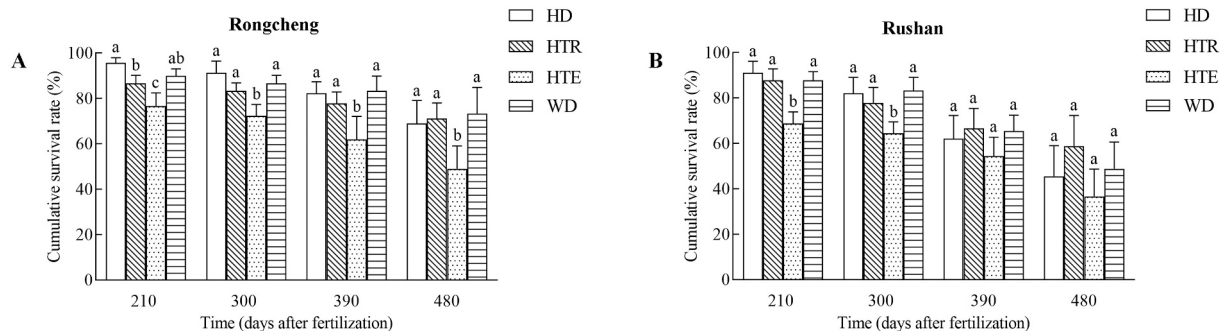 Rongcheng
A
HD
HTR
HTE
WD
Cumulative survival rate (%)
100
80
60
40
60
0
a b c ab
a a b a
a a b a
a a b a
210 300 390 480
Time (days after fertilization)
Rushan
B
HD
HTR
HTE
WD
Cumulative survival rate (%)
100
80
60
40
60
0
a a b a
a a b a
a a a a
a a a a
210 300 390 480
Time (days after fertilization)